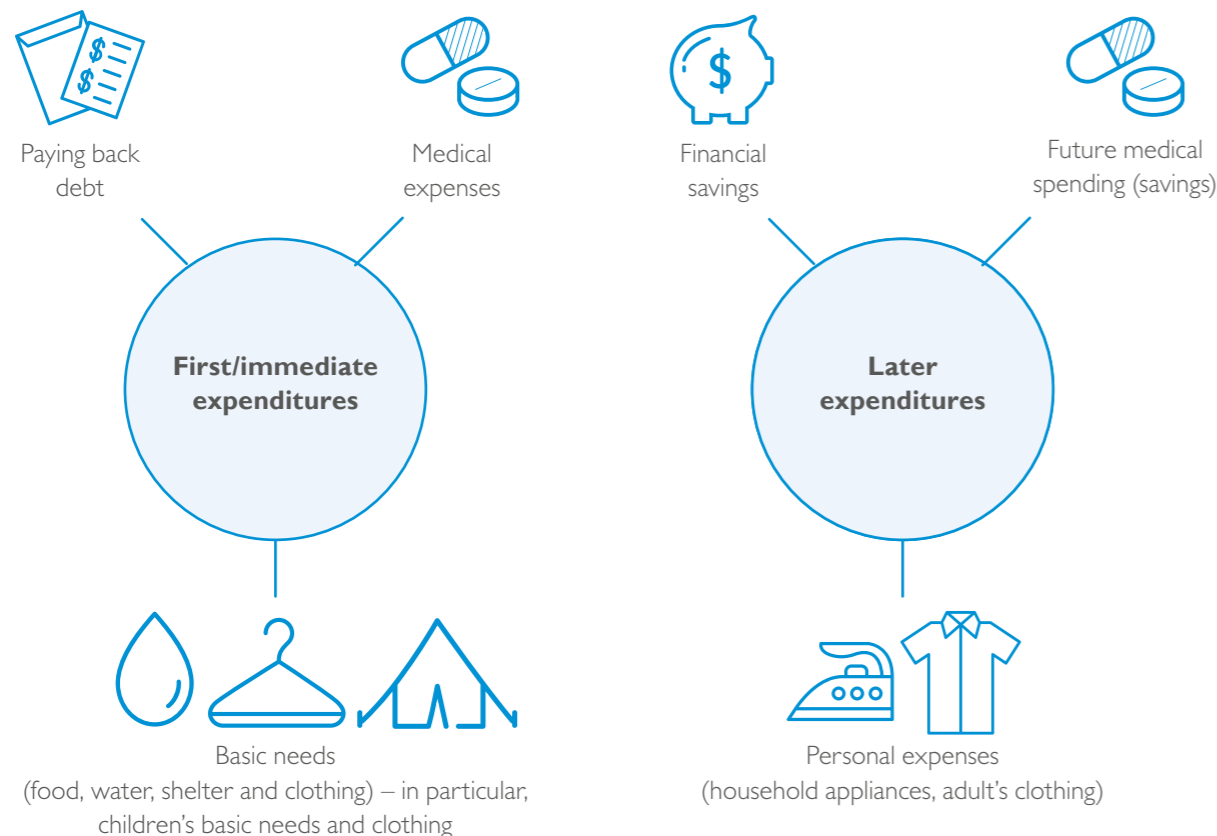 $
$
Paying back
debt
Medical
expenses
First/immediate
expenditures
Basic needs
(food, water, shelter and clothing) – in particular,
children's basic needs and clothing
$
Financial
savings
Future medical
spending (savings)
Later
expenditures
Personal expenses
(household appliances, adult's clothing)